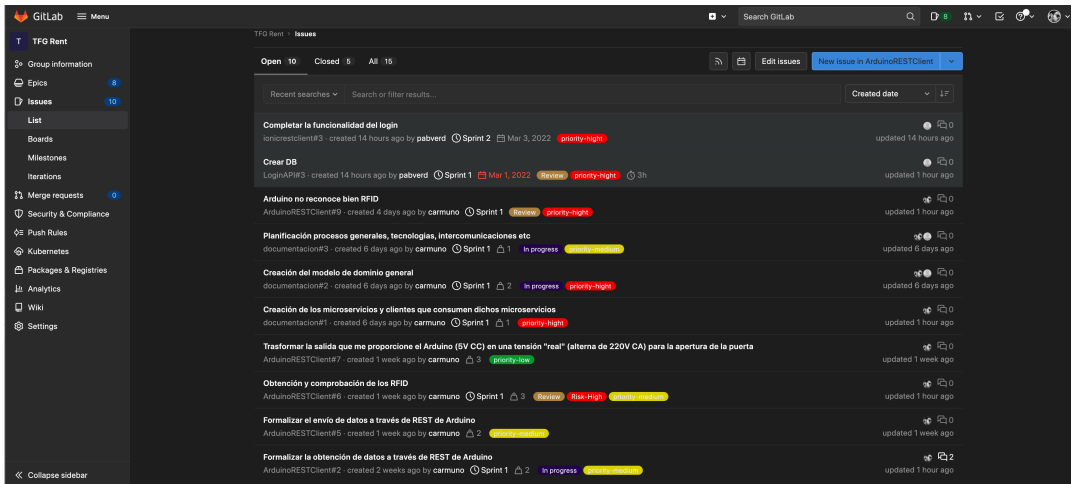 GitLab Menu Search GitLab 8
T TFG Rent
Group information
Epics 8
Issues 10
List
Boards
Milestones
Iterations
Merge requests 0
Security & Compliance
Push Rules
Kubernetes
Packages & Registries
Analytics
Wiki
Settings
Collapse sidebar
TFG Rent › Issues
Open 10 Closed 5 All 15 Edit issues New issue in ArduinoRESTClient
Recent searches Search or filter results... Created date
Completar la funcionalidad del login 0
ionicrestclient#3 · created 14 hours ago by pabverd Sprint 2 Mar 3, 2022 priority-hight updated 14 hours ago
Crear DB 0
LoginAPI#3 · created 14 hours ago by pabverd Sprint 1 Mar 1, 2022 Review priority-hight 3h updated 1 hour ago
Arduino no reconoce bien RFID 0
ArduinoRESTClient#9 · created 4 days ago by carmuno Sprint 1 Review priority-hight updated 1 hour ago
Planificación procesos generales, tecnologias, intercomunicaciones etc 0
documentacion#3 · created 6 days ago by carmuno Sprint 1 1 In progress priority-medium updated 6 days ago
Creación del modelo de dominio general 0
documentacion#2 · created 6 days ago by carmuno Sprint 1 2 In progress priority-hight updated 6 days ago
Creación de los microservicios y clientes que consumen dichos microservicios 0
documentacion#1 · created 6 days ago by carmuno Sprint 1 1 priority-hight updated 1 hour ago
Trasformar la salida que me proporcione el Arduino (5V CC) en una tensión "real" (alterna de 220V CA) para la apertura de la puerta 0
ArduinoRESTClient#7 · created 1 week ago by carmuno 3 priority-low updated 1 week ago
Obtención y comprobación de los RFID 0
ArduinoRESTClient#6 · created 1 week ago by carmuno Sprint 1 3 Review Risk-High priority-medium updated 1 hour ago
Formalizar el envío de datos a través de REST de Arduino 0
ArduinoRESTClient#5 · created 1 week ago by carmuno 2 priority-medium updated 1 week ago
Formalizar la obtención de datos a través de REST de Arduino 2
ArduinoRESTClient#2 · created 2 weeks ago by carmuno Sprint 1 2 In progress priority-medium updated 1 hour ago